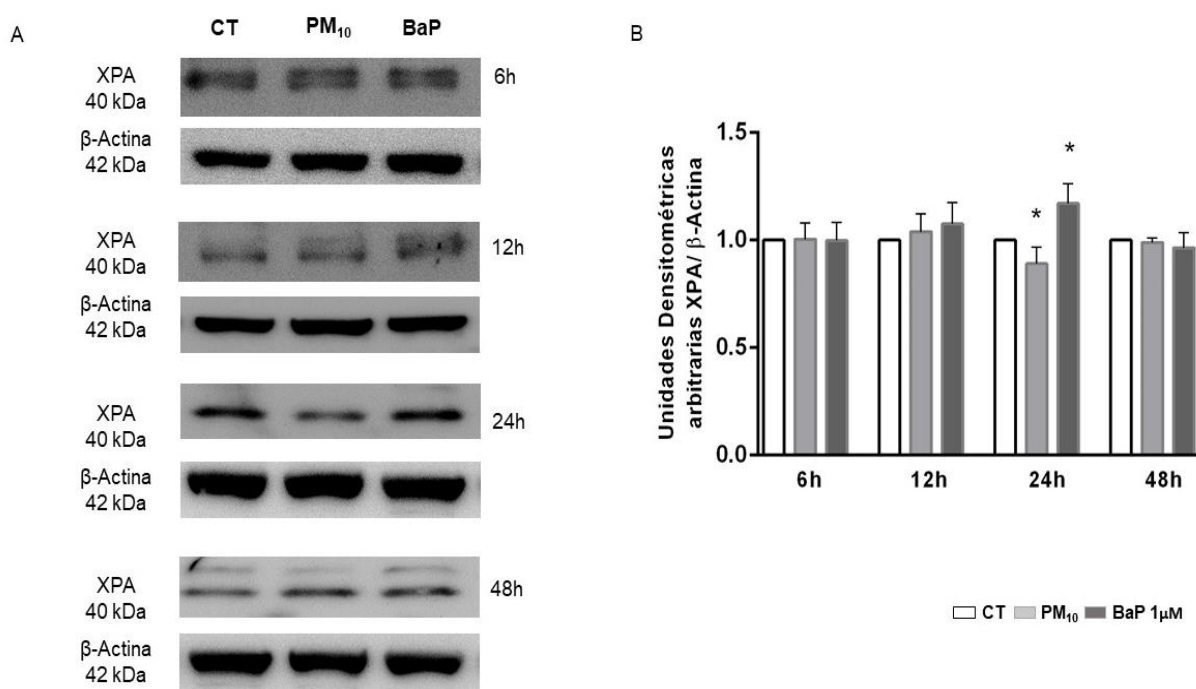 A
CT PM₁₀ BaP
XPA
40 kDa
6h
β-Actina
42 kDa
XPA
40 kDa
12h
β-Actina
42 kDa
XPA
40 kDa
24h
β-Actina
42 kDa
XPA
40 kDa
48h
β-Actina
42 kDa
B
Unidades Densitométricas
arbitrarias XPA/ β-Actina
1.5
1.0
0.5
0.0
* *
6h 12h 24h 48h
CT PM₁₀ BaP 1μM